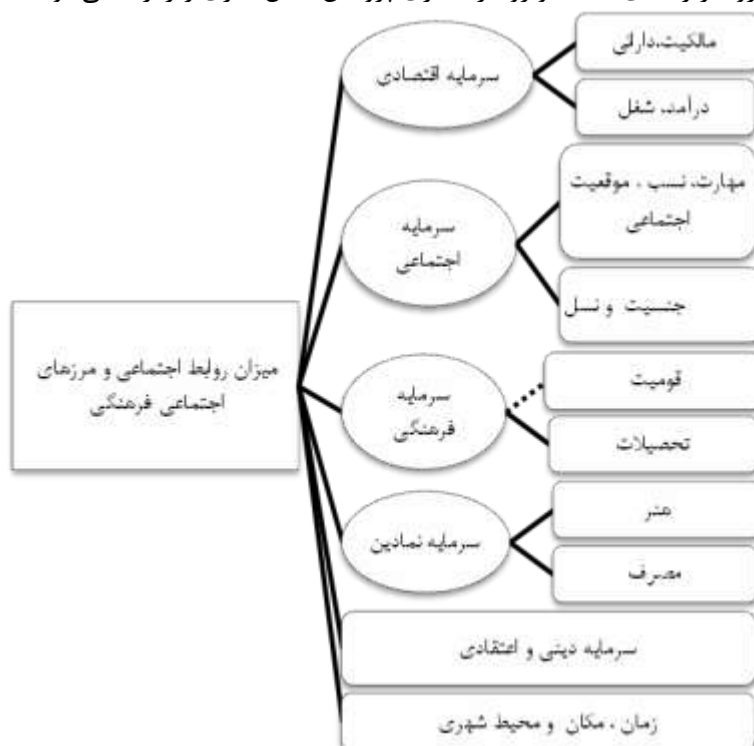 مالکیت،دارائی
سرمایه اقتصادی
درآمد، شغل
مهارت، نسب ، موقعیت
اجتماعی
سرمایه
اجتماعی
جنسیت و نسل
میزان روابط اجتماعی و مرزهای
اجتماعی فرهنگی
قومیت
سرمایه
فرهنگی
تحصیلات
هنر
سرمایه نمادین
مصرف
سرمایه دینی و اعتقادی
زمان ، مکان و محیط شهری